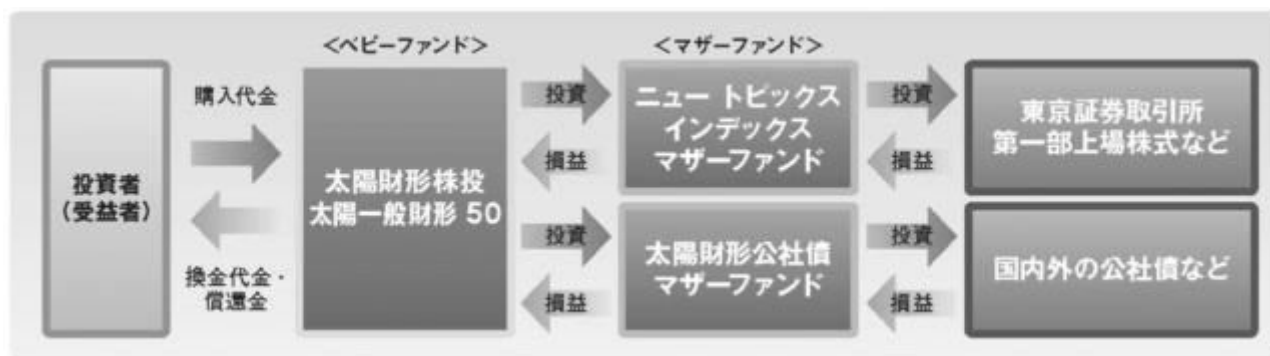 <ベビーファンド>
<マザーファンド>
投資者
(受益者)
購入代金
換金代金・
償還金
太陽財形株投
太陽一般財形 50
投資
損益
投資
損益
ニュー トピックス
インデックス
マザーファンド
太陽財形公社債
マザーファンド
投資
損益
投資
損益
東京証券取引所
第一部上場株式など
国内外の公社債など